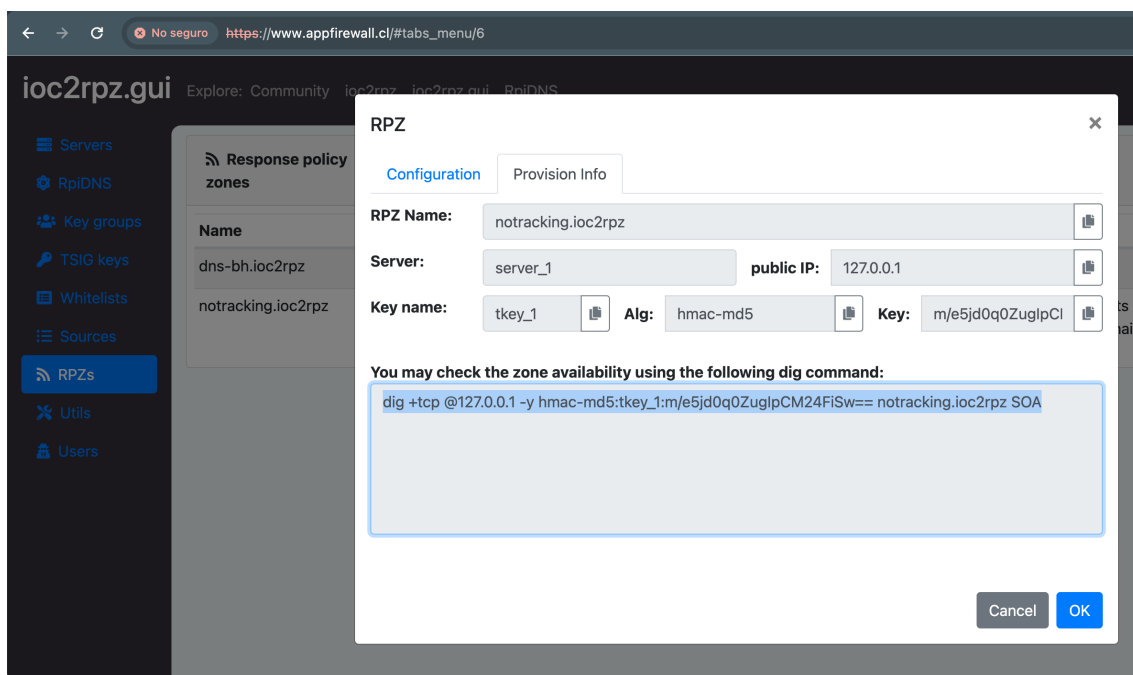 No seguro https://www.appfirewall.cl/#tabs_menu/6
ioc2rpz.gui Explore: Community ioc2rpz ioc2rpz.gui RpiDNS
Servers
RpiDNS
Key groups
TSIG keys
Whitelists
Sources
RPZs
Utils
Users
Response policy
zones
Name
dns-bh.ioc2rpz
notracking.ioc2rpz
RPZ
×
Configuration Provision Info
RPZ Name: notracking.ioc2rpz
Server: server_1 public IP: 127.0.0.1
Key name: tkey_1 Alg: hmac-md5 Key: m/e5jd0q0ZugIpCl
You may check the zone availability using the following dig command:
dig +tcp @127.0.0.1 -y hmac-md5:tkey_1:m/e5jd0q0ZugIpCM24FiSw== notracking.ioc2rpz SOA
Cancel OK